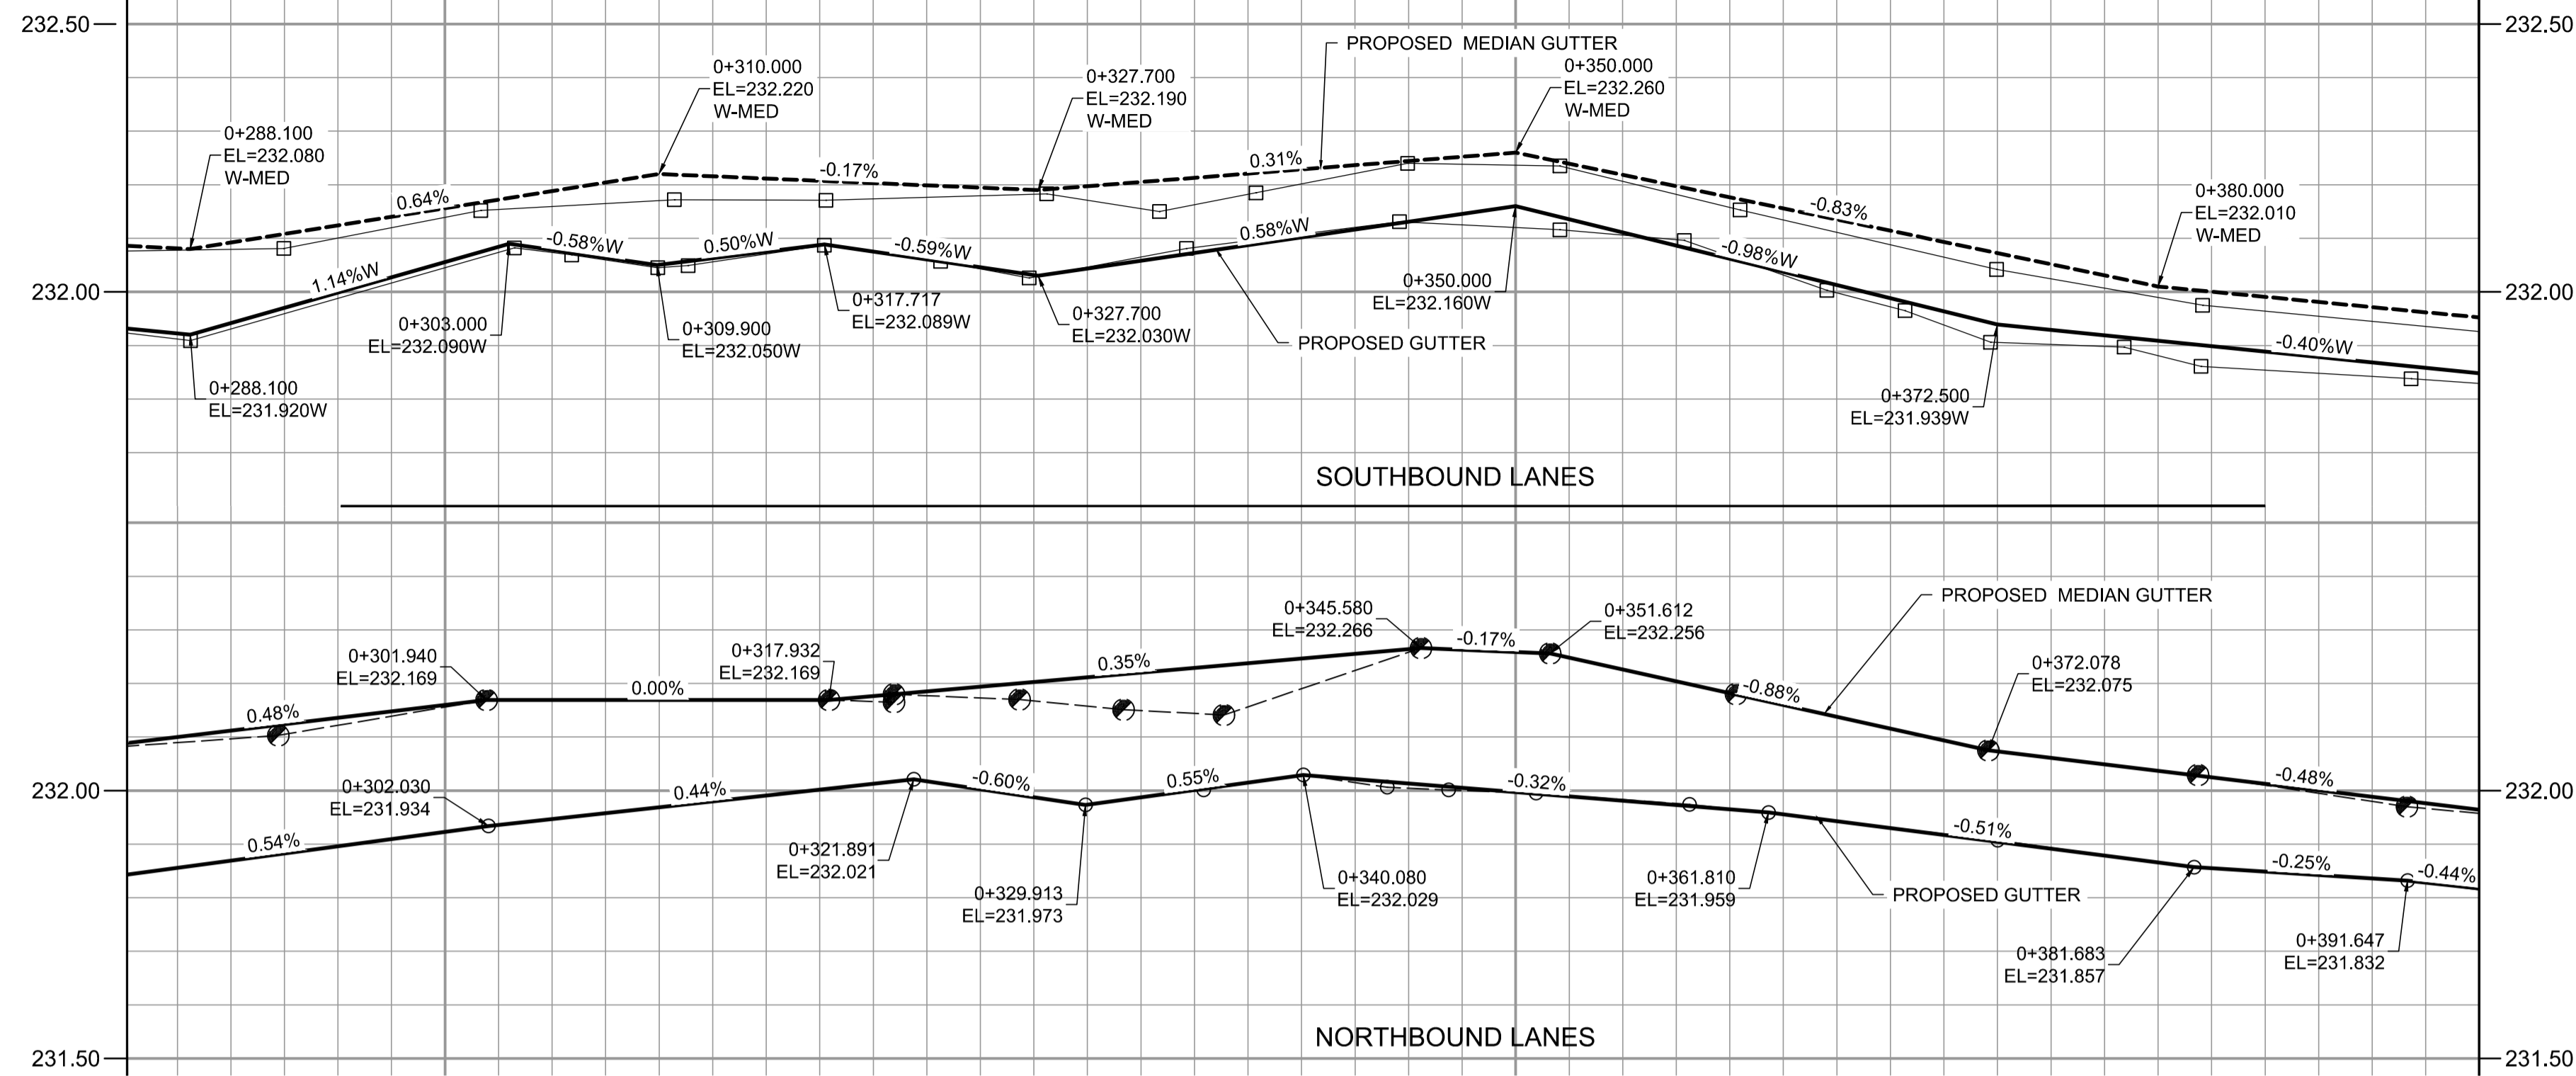 232.50
232.50
PROPOSED  MEDIAN GUTTER
0+310.000
EL=232.220
W-MED
0+327.700
EL=232.190
W-MED
0+350.000
EL=232.260
W-MED
0+288.100
EL=232.080
W-MED
0.64%
-0.17%
0.31%
-0.83%
0+380.000
EL=232.010
W-MED
1.14%W
-0.58%W
0.50%W
-0.59%W
0.58%W
-0.98%W
-0.40%W
232.00
232.00
0+303.000
EL=232.090W
0+309.900
EL=232.050W
0+317.717
EL=232.089W
0+327.700
EL=232.030W
PROPOSED GUTTER
0+350.000
EL=232.160W
0+288.100
EL=231.920W
0+372.500
EL=231.939W
SOUTHBOUND LANES
PROPOSED  MEDIAN GUTTER
0+301.940
EL=232.169
0+317.932
EL=232.169
0+345.580
EL=232.266
0+351.612
EL=232.256
0+372.078
EL=232.075
0.48%
0.00%
0.35%
-0.17%
-0.88%
-0.48%
232.00
232.00
0+302.030
EL=231.934
0.54%
0.44%
-0.60%
0.55%
-0.32%
-0.51%
-0.25%
-0.44%
0+321.891
EL=232.021
0+329.913
EL=231.973
0+340.080
EL=232.029
0+361.810
EL=231.959
PROPOSED GUTTER
0+381.683
EL=231.857
0+391.647
EL=231.832
NORTHBOUND LANES
231.50
231.50